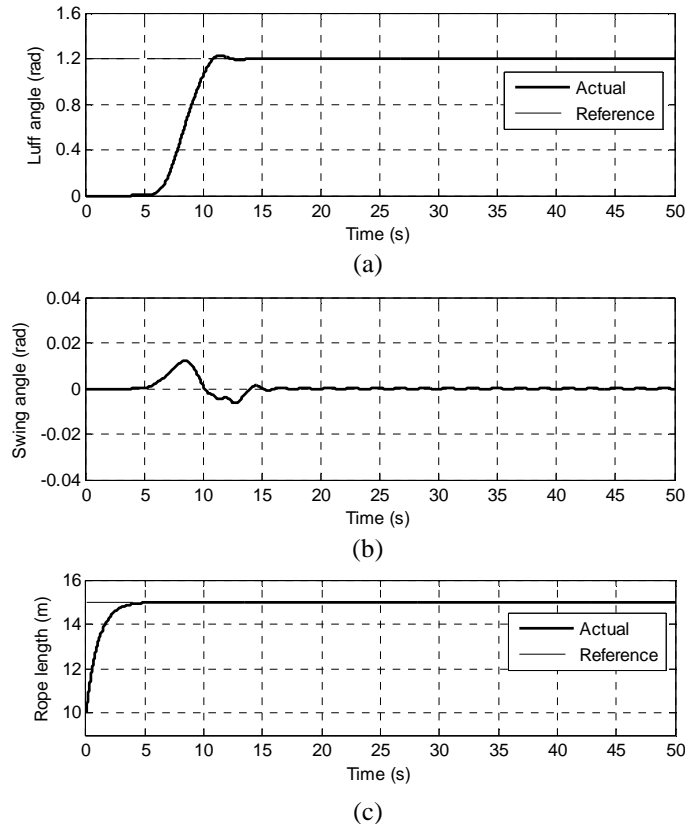 1.6
1.2
0.8
0.4
0
Luff angle (rad)
Actual
Reference
0 5 10 15 20 25 30 35 40 45 50
Time (s)
(a)
0.04
0.02
0
-0.02
-0.04
Swing angle (rad)
0 5 10 15 20 25 30 35 40 45 50
Time (s)
(b)
16
14
12
10
Rope length (m)
Actual
Reference
0 5 10 15 20 25 30 35 40 45 50
Time (s)
(c)